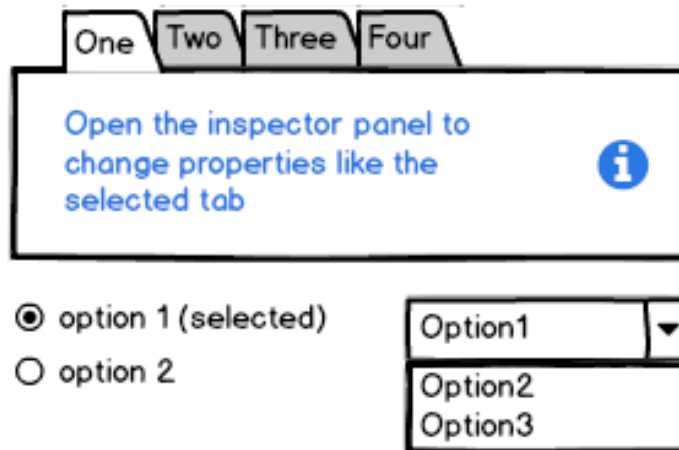 One Two Three Four
Open the inspector panel to
change properties like the
selected tab
option 1 (selected)
option 2
Option1
Option2
Option3